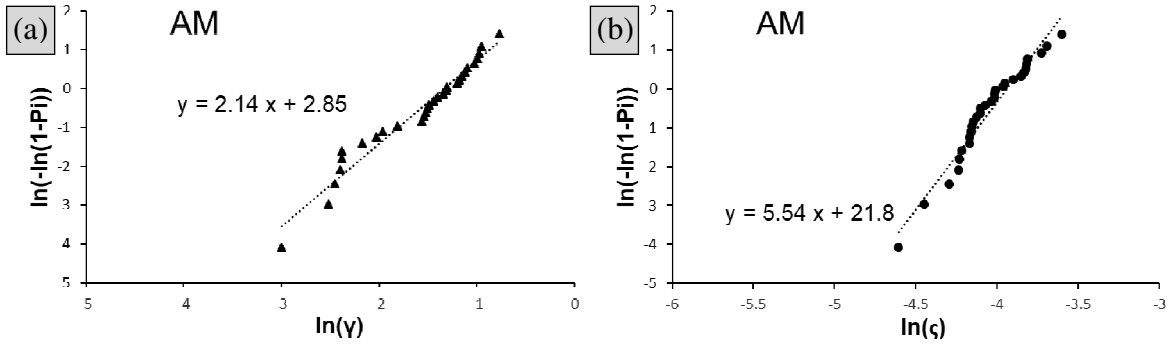 (a)
AM
y = 2.14 x + 2.85
ln(-ln(1-Pi))
2
1
0
-1
2
3
4
5
5
4
3
2
1
0
ln(γ)
(b)
AM
y = 5.54 x + 21.8
ln(-ln(1-Pi))
2
1
0
1
2
3
-4
-5
-6
-5.5
-5
-4.5
-4
-3.5
-3
ln(ς)